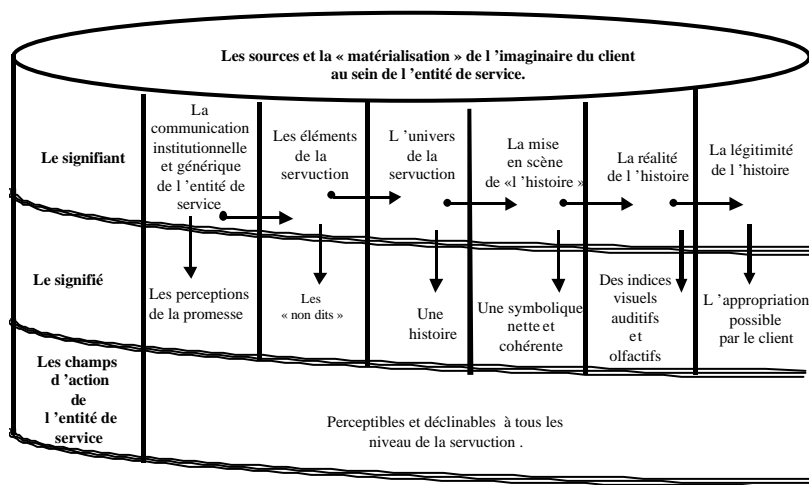 Les sources et la « matérialisation » de l 'imaginaire du client
au sein de l 'entité de service.
Le signifiant
La
communication
institutionnelle
et générique
de l 'entité de
service
Les éléments
de la
servuction
L 'univers
de la
servuction
La mise
en scène
de «l 'histoire »
La réalité
de l 'histoire
La légitimité
de l 'histoire
Le signifié
Les perceptions
de la promesse
Les
« non dits »
Une
histoire
Une symbolique
nette et
cohérente
Des indices
visuels
auditifs
et
olfactifs
L 'appropriation
possible
par le client
Les champs
d 'action
de
l 'entité de
service
Perceptibles et déclinables à tous les
niveau de la servuction .